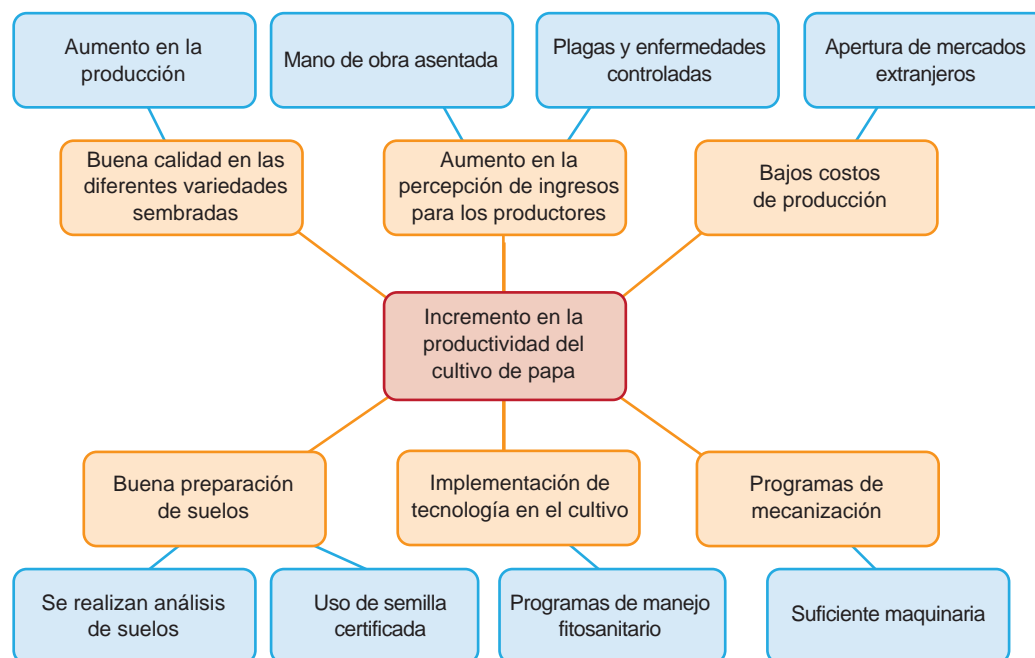 Aumento en la
producción
Mano de obra asentada
Plagas y enfermedades
controladas
Apertura de mercados
extranjeros
Buena calidad en las
diferentes variedades
sembradas
Aumento en la
percepción de ingresos
para los productores
Bajos costos
de producción
Incremento en la
productividad del
cultivo de papa
Buena preparación
de suelos
Implementación de
tecnología en el cultivo
Programas de
mecanización
Se realizan análisis
de suelos
Uso de semilla
certificada
Programas de manejo
fitosanitario
Suficiente maquinaria